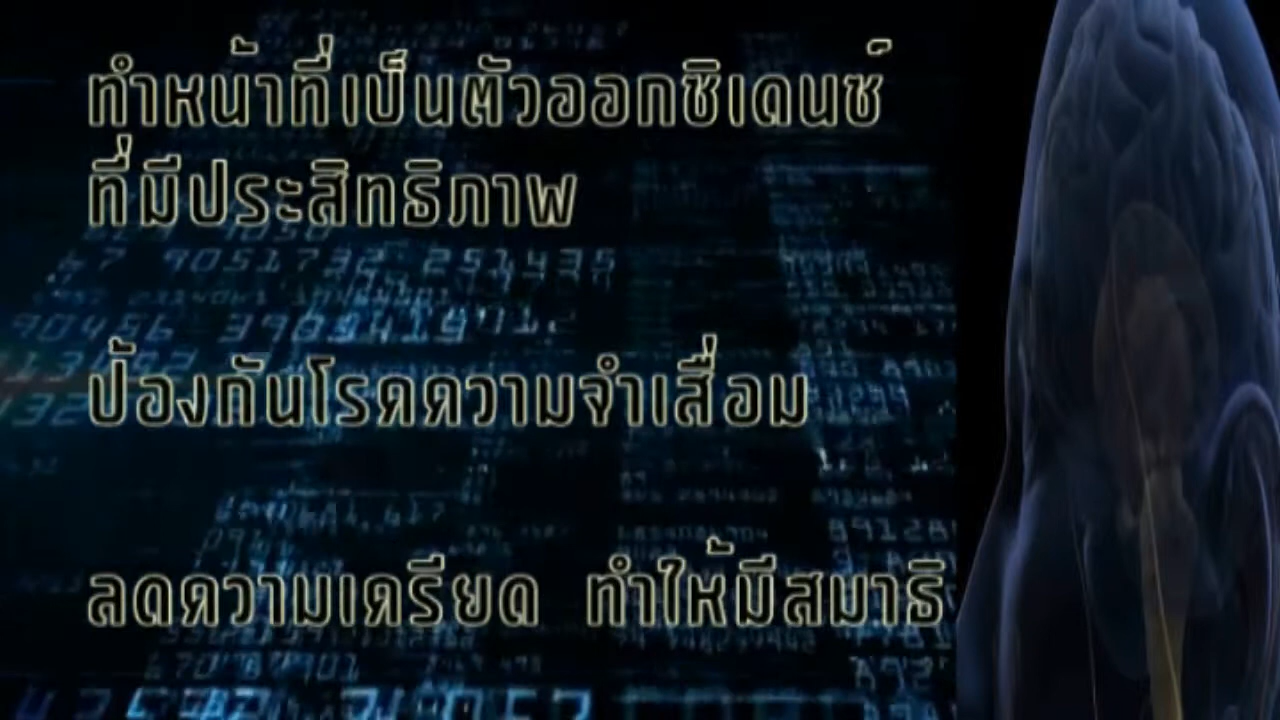 ทำหน้าที่เป็นตัวออกซิเดนซ์
ที่มีประสิทธิภาพ
ป้องกันโรคความจำเสื่อม
ลดความเครียด ทำให้มีสมาธิ